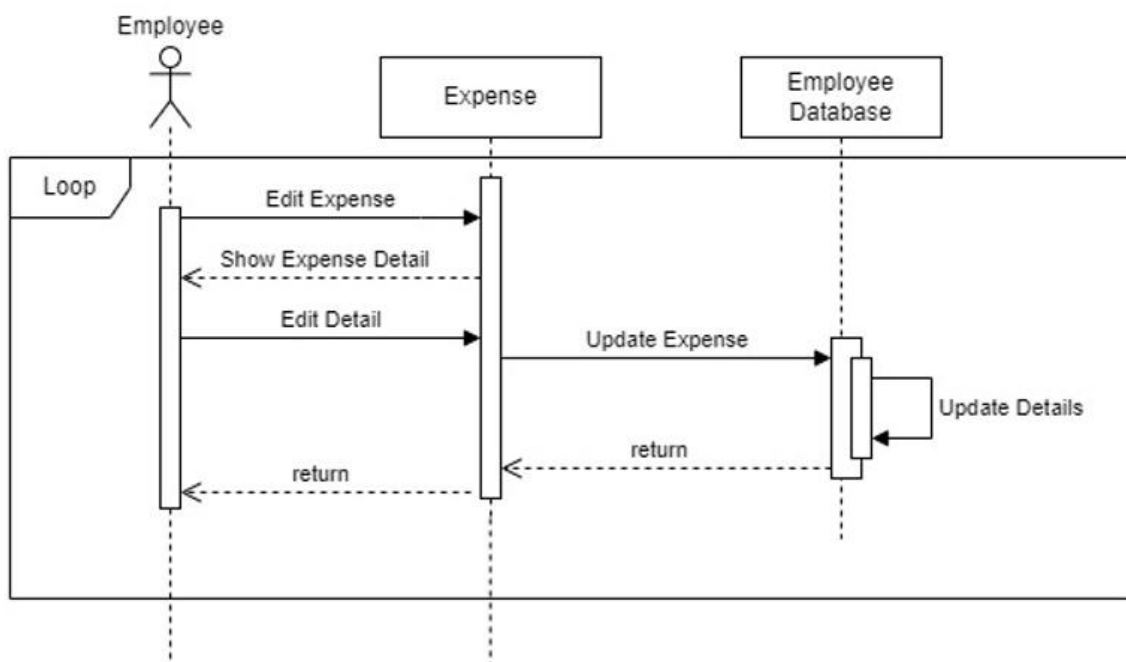 Employee
Expense
Employee
Database
Loop
Edit Expense
Show Expense Detail
Edit Detail
Update Expense
Update Details
return
return